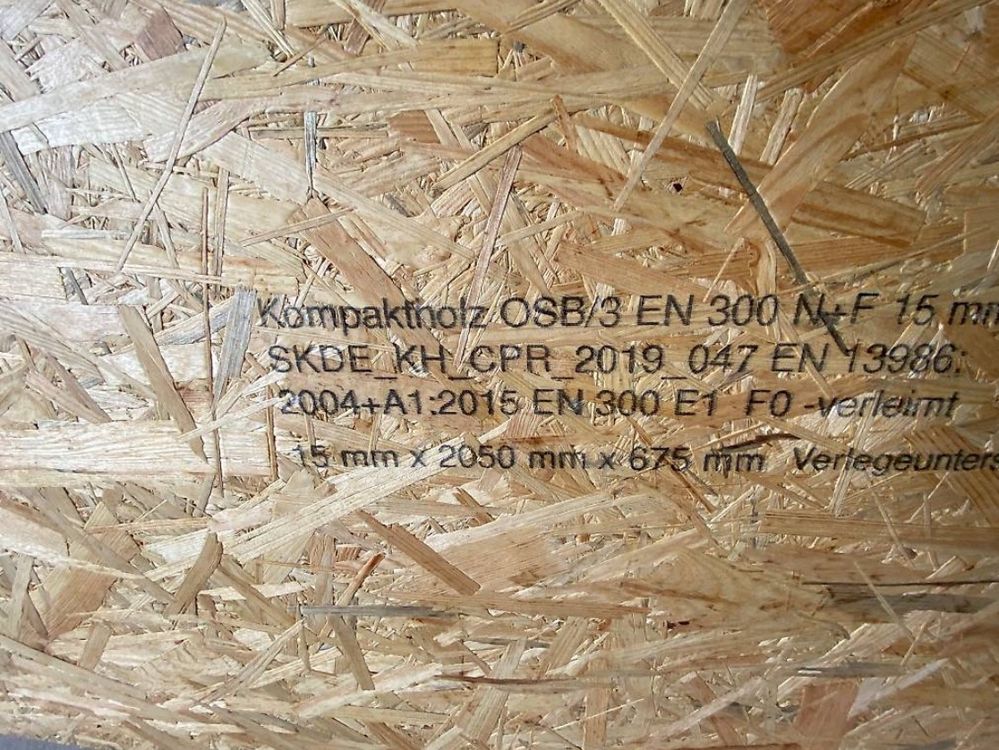 Kompaktholz OSB/3 EN 300 N+F 15 mm
SKDE_KH_CPR_2019_047 EN 13986:
2004+A1:2015 EN 300 E1 F0 -verleimt
15 mm x 2050 mm x 675 mm Verlegeunters